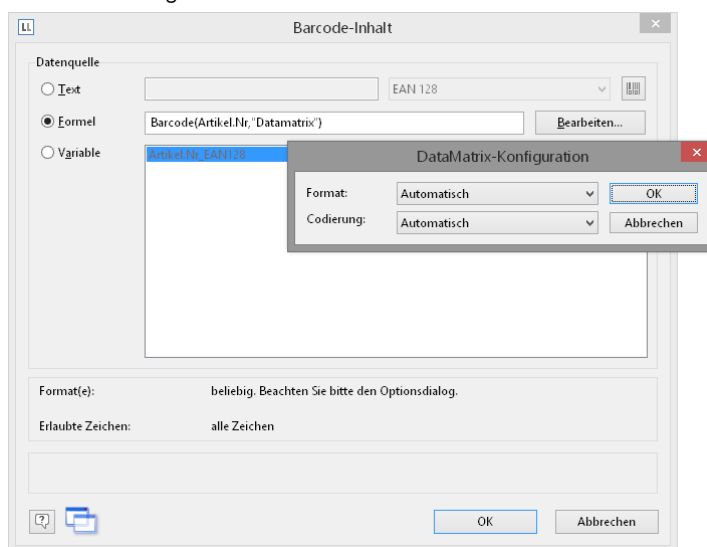 LL Barcode-Inhalt ×
Datenquelle
Text EAN 128
Formel Barcode(Artikel.Nr,"Datamatrix") Bearbeiten...
Variable Artikel.Nr_EAN128
DataMatrix-Konfiguration ×
Format: Automatisch OK
Codierung: Automatisch Abbrechen
Format(e): beliebig. Beachten Sie bitte den Optionsdialog.
Erlaubte Zeichen: alle Zeichen
? OK Abbrechen